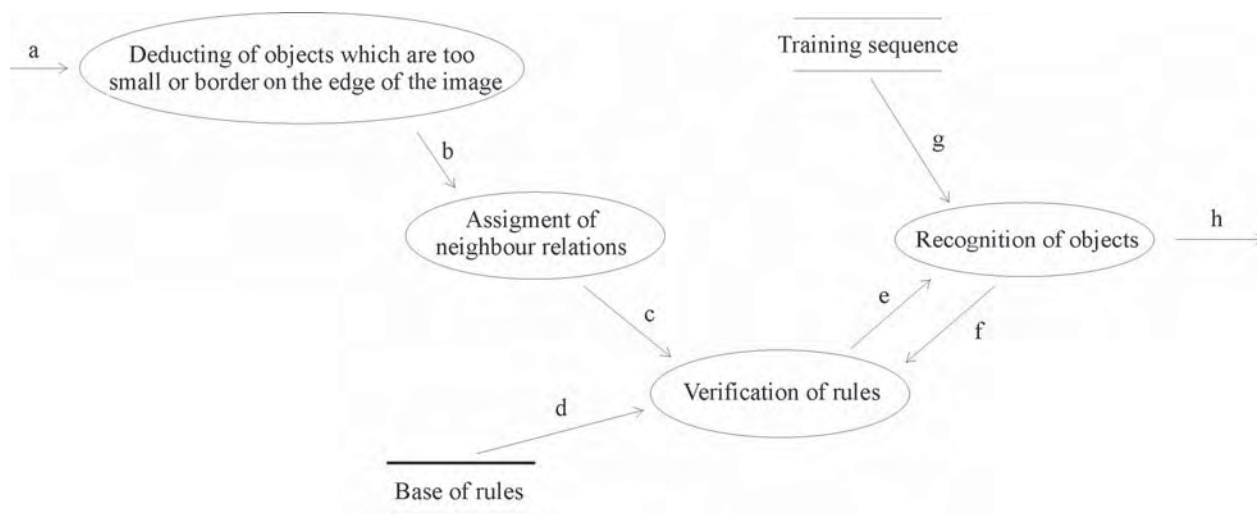 a
Deducting of objects which are too
small or border on the edge of the image
b
Assigment of
neighbour relations
c
Training sequence
g
Recognition of objects
h
e
f
Verification of rules
d
Base of rules